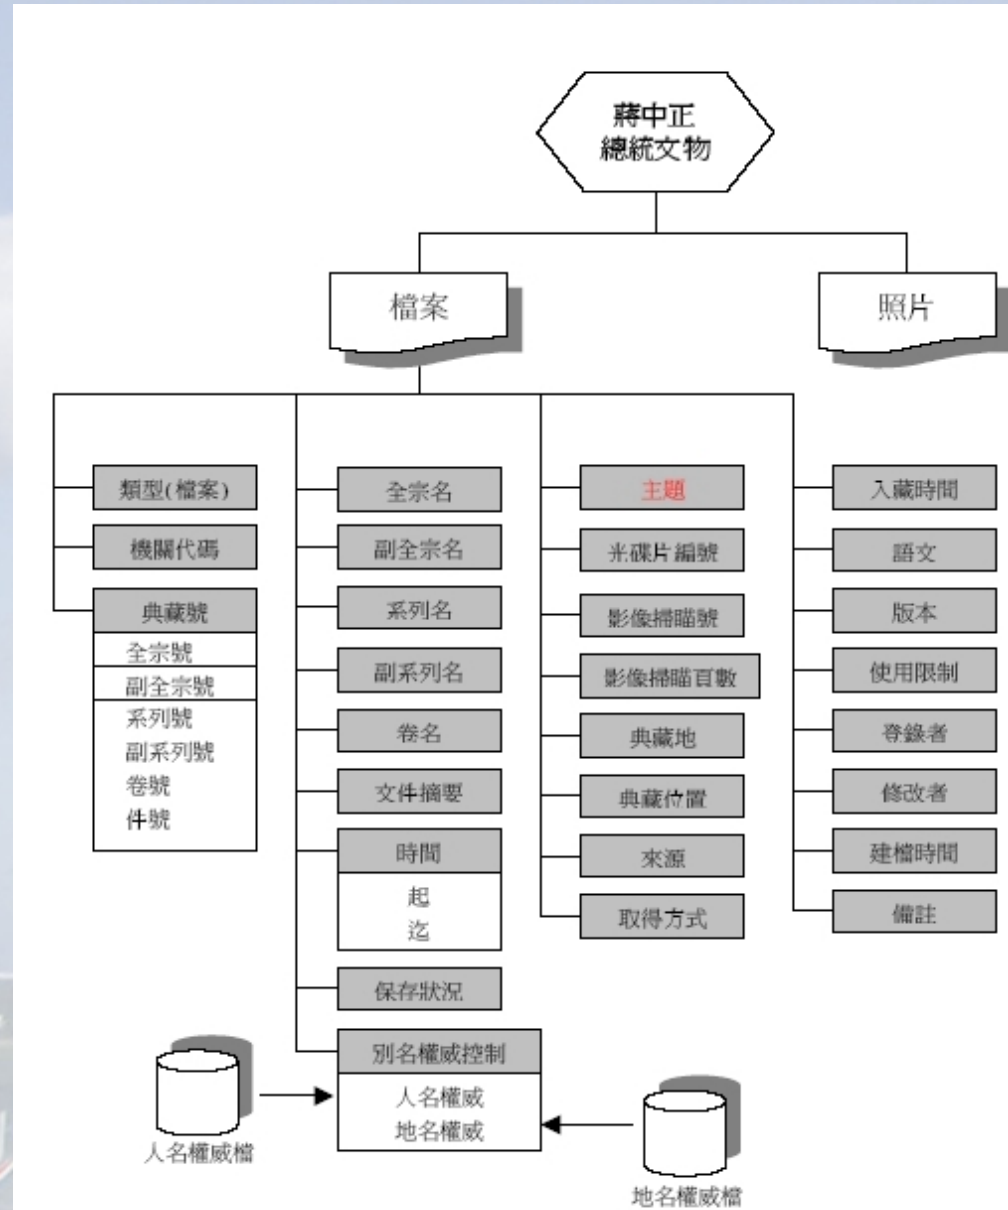 蔣中正
總統文物
檔案
照片
類型(檔案)
機關代碼
典藏號
全宗號
副全宗號
系列號
副系列號
卷號
件號
全宗名
副全宗名
系列名
副系列名
卷名
文件摘要
時間
起
迄
保存狀況
別名權威控制
人名權威
地名權威
主題
光碟片編號
影像掃瞄號
影像掃瞄頁數
典藏地
典藏位置
來源
取得方式
入藏時間
語文
版本
使用限制
登錄者
修改者
建檔時間
備註
人名權威檔
地名權威檔